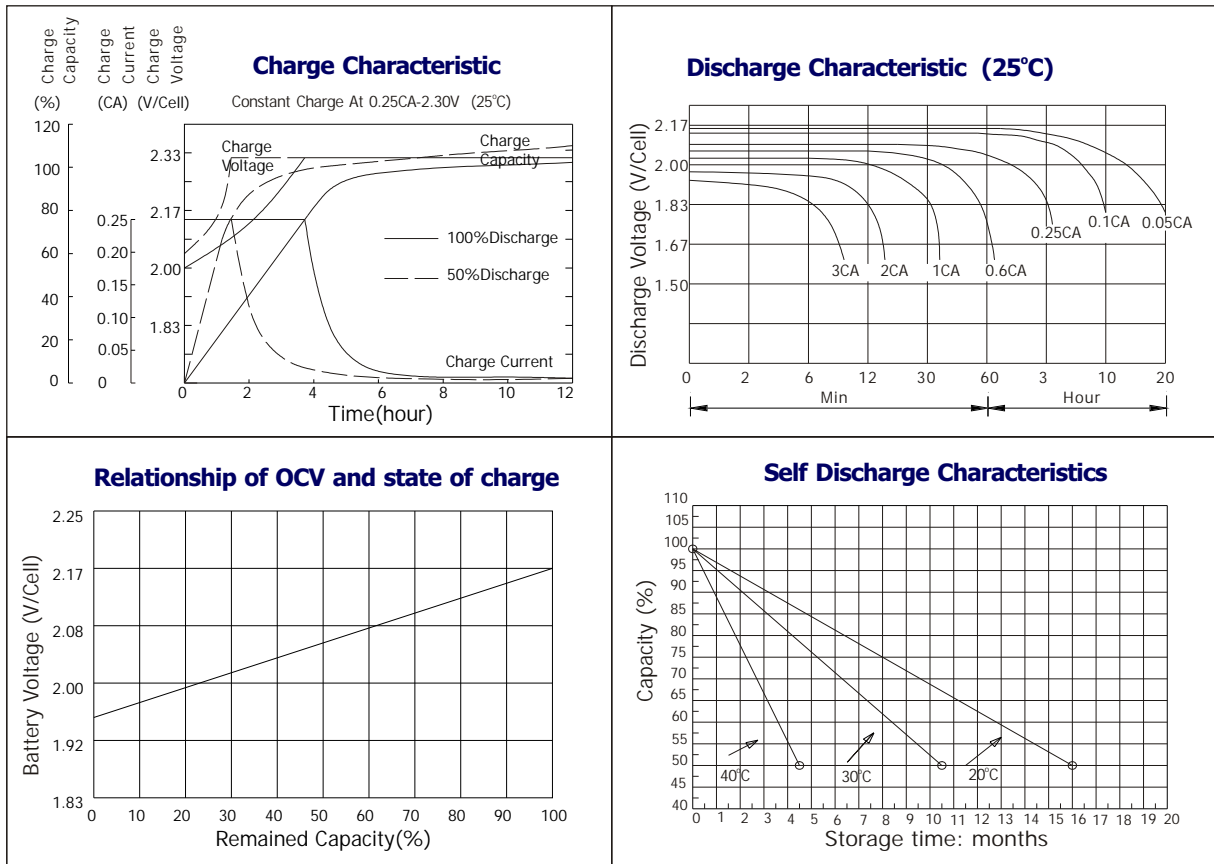 Charge
Capacity
Charge
Current
Charge
Voltage
Charge Characteristic
(%)
(CA)
(V/Cell)
Constant Charge At 0.25CA-2.30V (25°C)
120
100
80
60
40
20
0
0.25
0.20
0.15
0.10
0.05
0
2.33
2.17
2.00
1.83
Charge
Voltage
Charge
Capacity
100%Discharge
50%Discharge
Charge Current
0 2 4 6 8 10 12
Time(hour)
Discharge Characteristic (25°C)
Discharge Voltage (V/Cell)
2.17
2.00
1.83
1.67
1.50
3CA
2CA
1CA
0.6CA
0.25CA
0.1CA
0.05CA
0 2 6 12 30 60 3 10 20
Min
Hour
Relationship of OCV and state of charge
Battery Voltage (V/Cell)
2.25
2.17
2.08
2.00
1.92
1.83
0 10 20 30 40 50 60 70 80 90 100
Remained Capacity(%)
Self Discharge Characteristics
Capacity (%)
110
105
100
95
90
85
80
75
70
65
60
55
50
45
40
40°C
30°C
20°C
0 1 2 3 4 5 6 7 8 9 10 11 12 13 14 15 16 17 18 19 20
Storage time: months